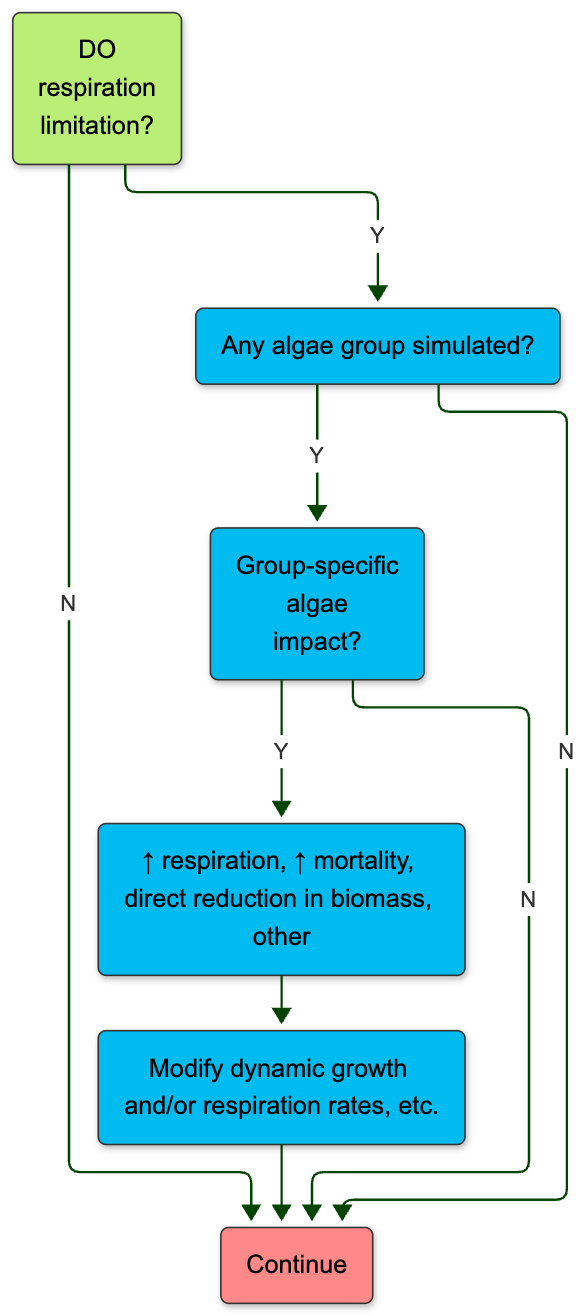 DO
respiration
limitation?
Y
Any algae group simulated?
Y
Group-specific
algae
impact?
N
Y
N
↑ respiration, ↑ mortality,
direct reduction in biomass,
other
N
Modify dynamic growth
and/or respiration rates, etc.
Continue